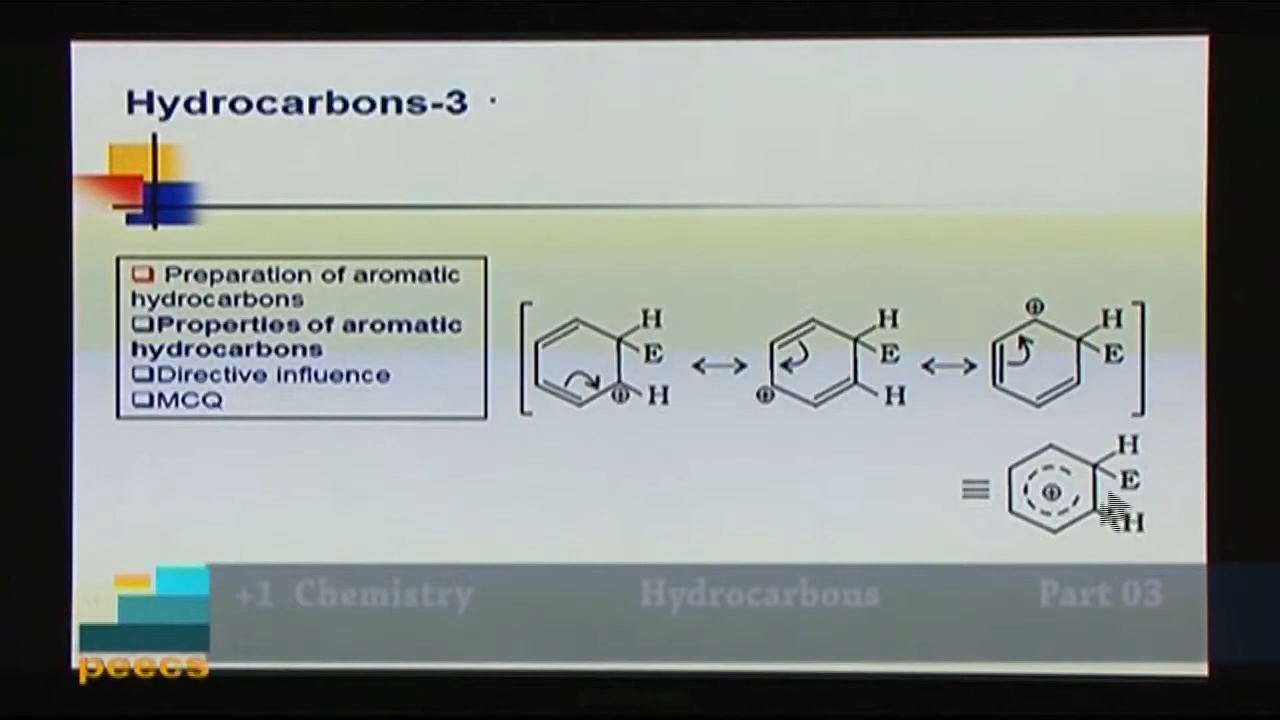 Hydrocarbons-3
❑ Preparation of aromatic
hydrocarbons
❑Properties of aromatic
hydrocarbons
❑Directive influence
❑MCQ
H
E
⊕ H
↔
H
E
⊕ H
↔
⊕
H
E
≡
H
E
⊕
H
+1 Chemistry Hydrocarbons Part 03
peecs